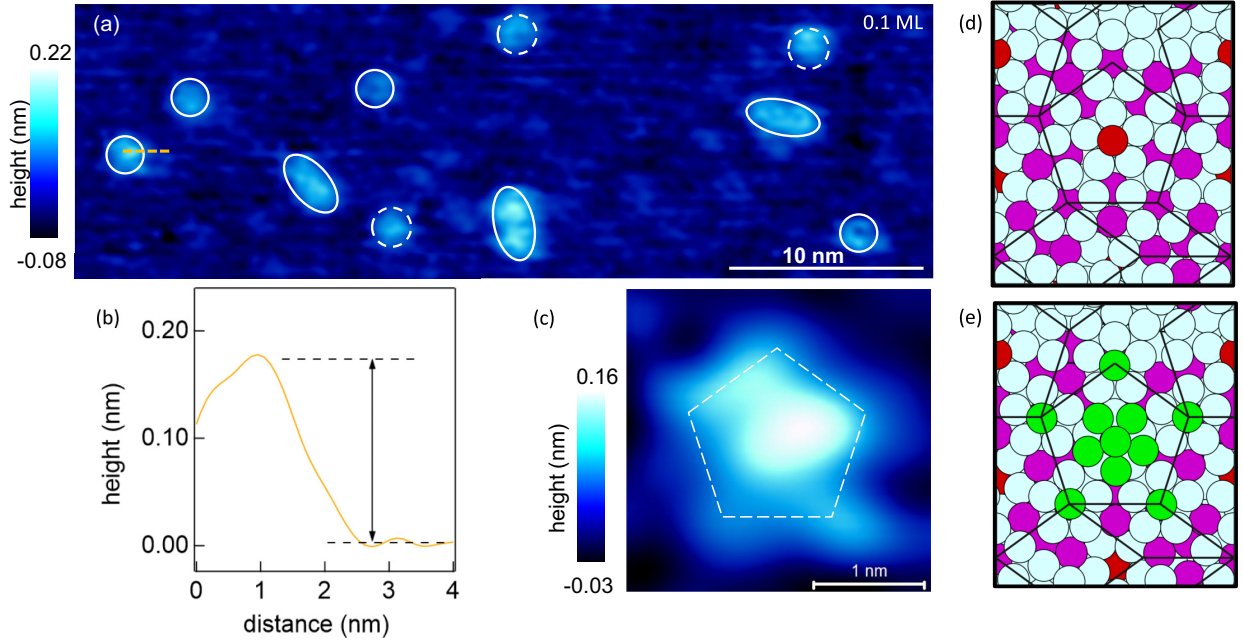 (a)
0.1 ML
0.22
height (nm)
-0.08
10 nm
(b)
0.20
0.10
0.00
height (nm)
0
1
2
3
4
distance (nm)
(c)
0.16
height (nm)
-0.03
1 nm
(d)
(e)